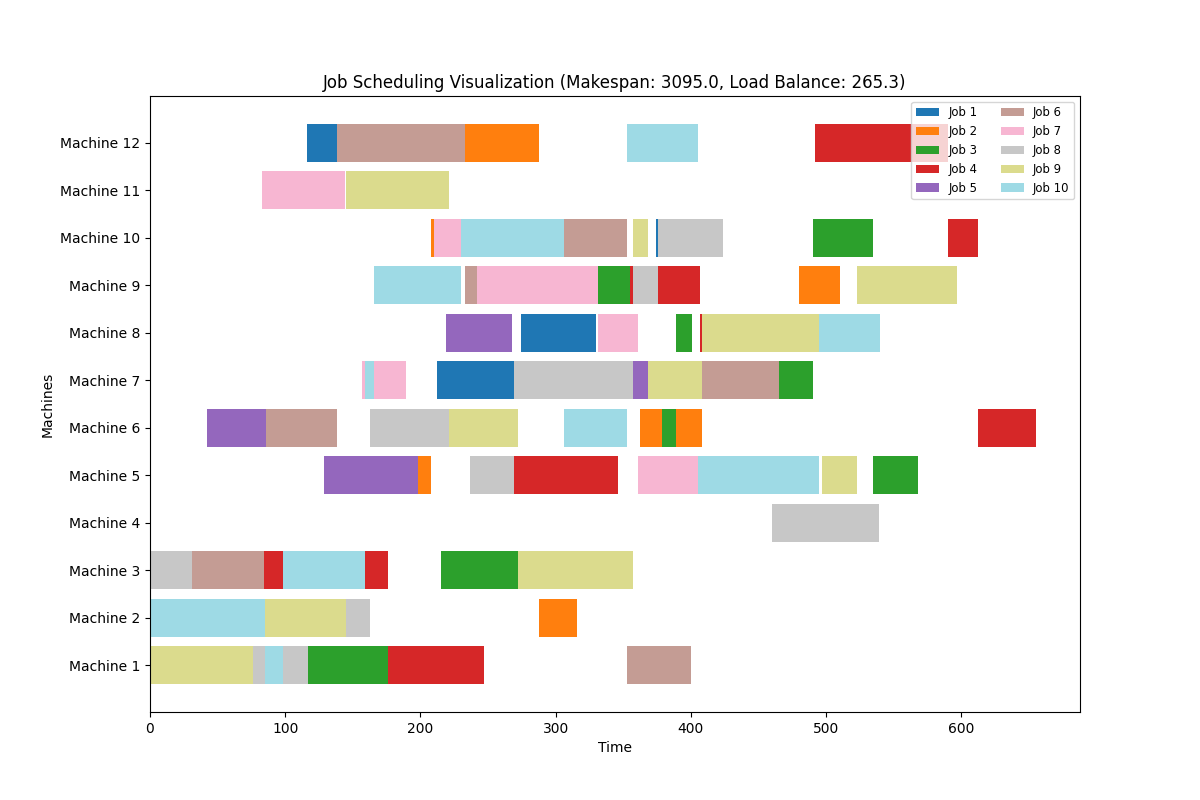 Job Scheduling Visualization (Makespan: 3095.0, Load Balance: 265.3)
Job 1 Job 6
Job 2 Job 7
Job 3 Job 8
Job 4 Job 9
Job 5 Job 10
Machine 12
Machine 11
Machine 10
Machine 9
Machine 8
Machine 7
Machine 6
Machine 5
Machine 4
Machine 3
Machine 2
Machine 1
Machines
0 100 200 300 400 500 600
Time